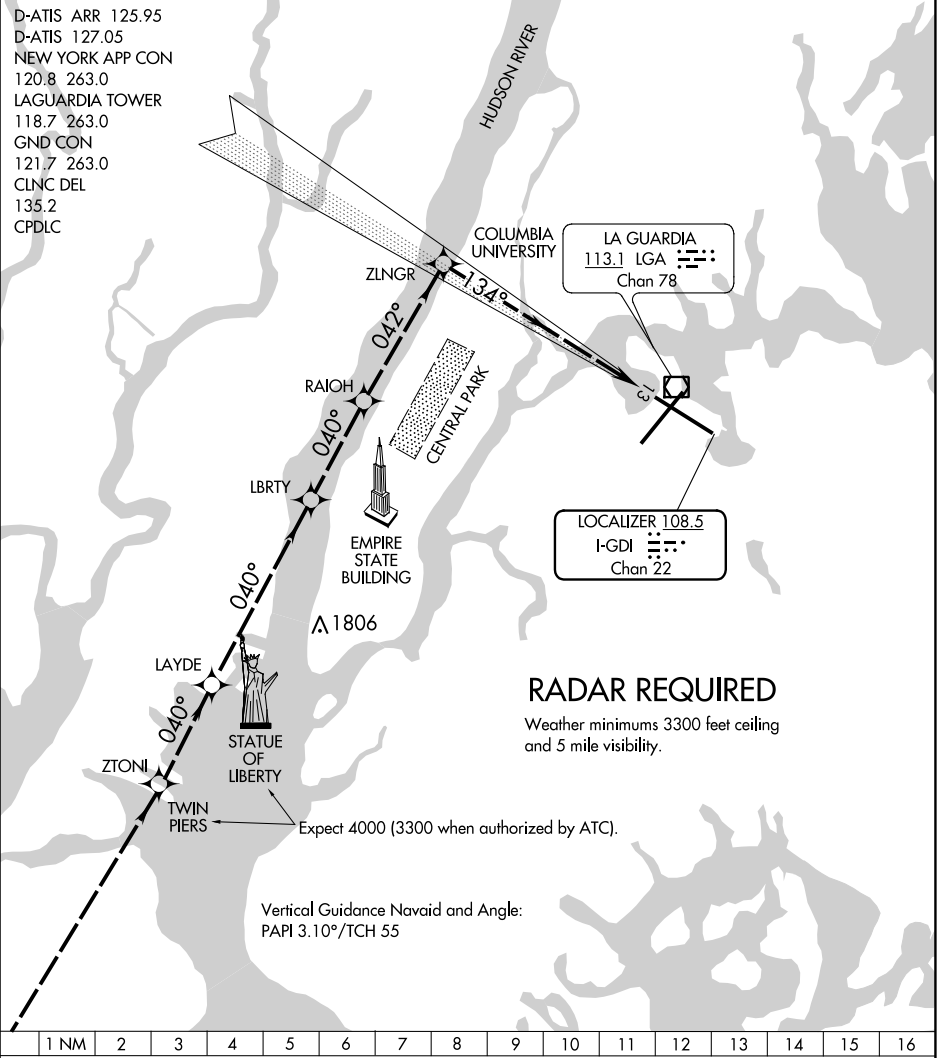 D-ATIS ARR 125.95
D-ATIS 127.05
NEW YORK APP CON
120.8 263.0
LAGUARDIA TOWER
118.7 263.0
GND CON
121.7 263.0
CLNC DEL
135.2
CPDLC
HUDSON RIVER
COLUMBIA
UNIVERSITY
LA GUARDIA
113.1 LGA
Chan 78
ZLNGR
134°
042°
RAIOH
13
CENTRAL PARK
040°
LBRTY
EMPIRE
STATE
BUILDING
LOCALIZER 108.5
I-GDI
Chan 22
040°
1806
LAYDE
RADAR REQUIRED
Weather minimums 3300 feet ceiling
and 5 mile visibility.
040°
STATUE
OF
LIBERTY
ZTONI
TWIN
PIERS
Expect 4000 (3300 when authorized by ATC).
Vertical Guidance Navaid and Angle:
PAPI 3.10°/TCH 55
1 NM 2 3 4 5 6 7 8 9 10 11 12 13 14 15 16